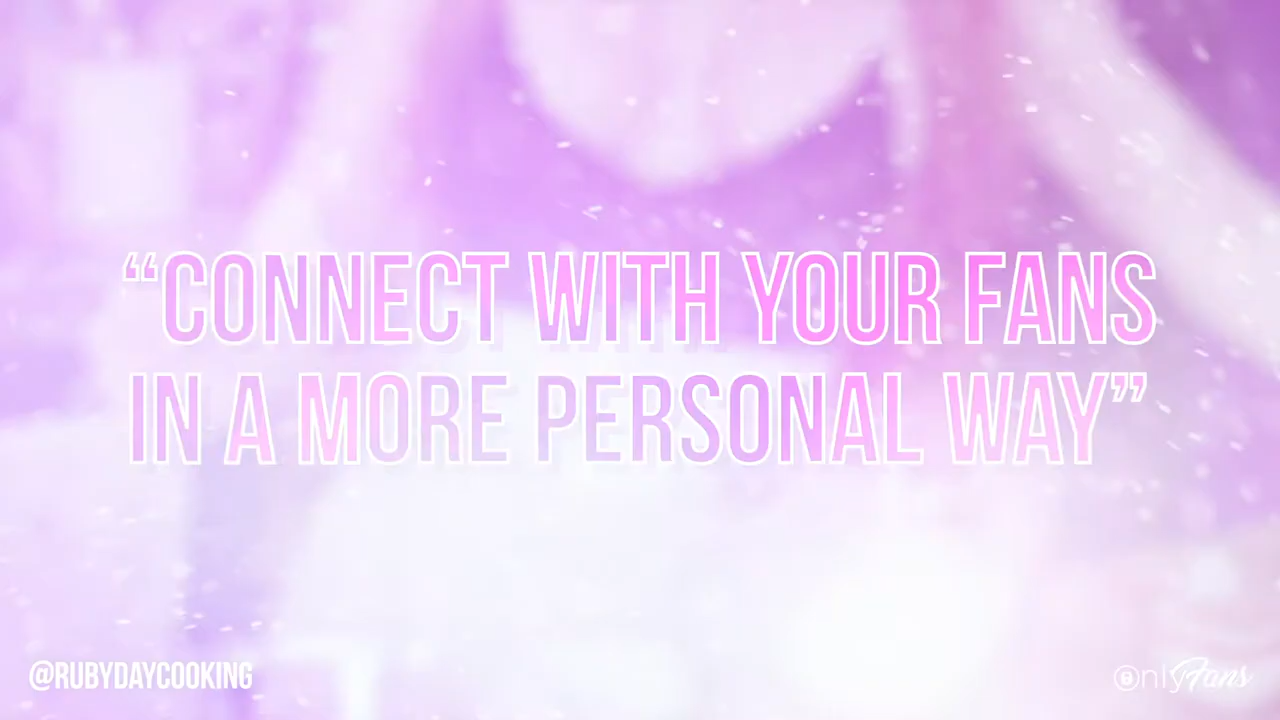 “CONNECT WITH YOUR FANS
IN A MORE PERSONAL WAY”
@RUBYDAYCOOKING
OnlyFans